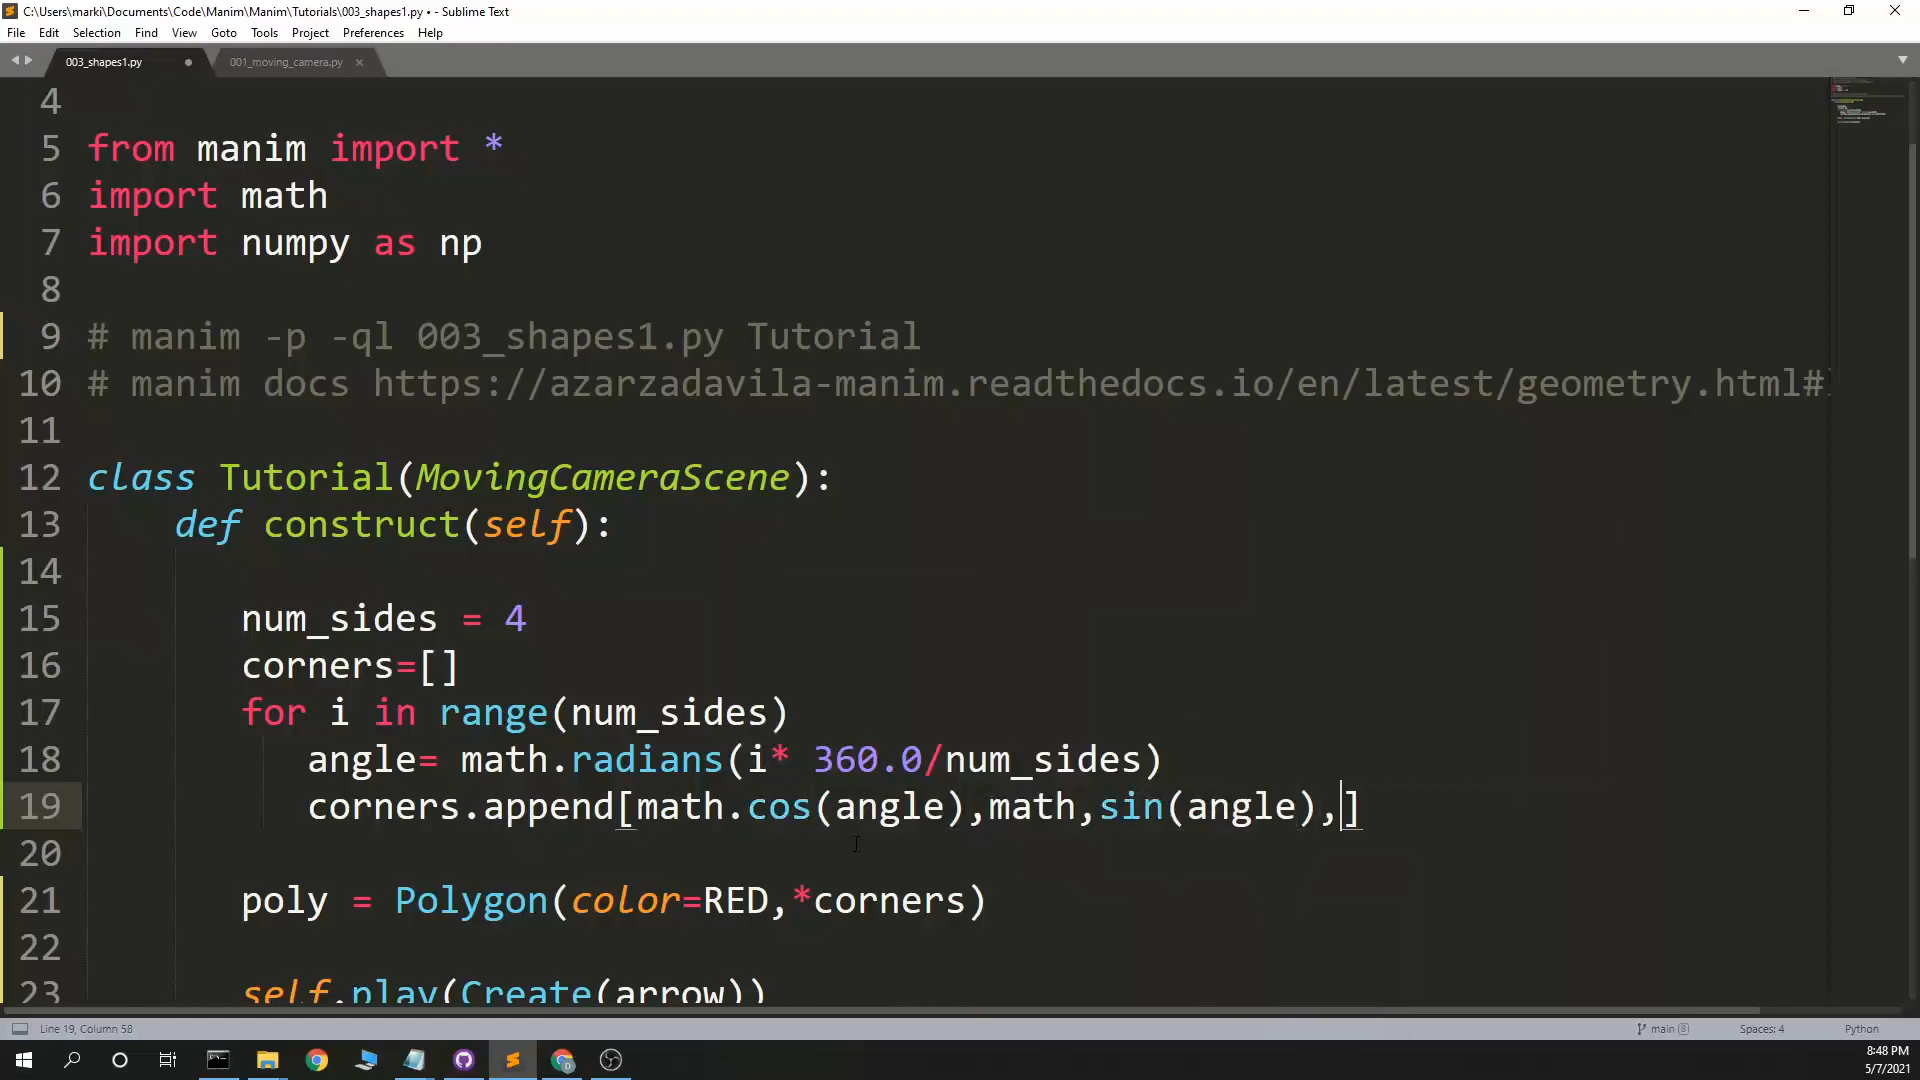 C:\Users\marki\Documents\Code\Manim\Manim\Tutorials\003_shapes1.py • - Sublime Text
File Edit Selection Find View Goto Tools Project Preferences Help
003_shapes1.py 001_moving_camera.py
4
5 from manim import *
6 import math
7 import numpy as np
8
9 # manim -p -ql 003_shapes1.py Tutorial
10 # manim docs https://azarzadavila-manim.readthedocs.io/en/latest/geometry.html#
11
12 class Tutorial(MovingCameraScene):
13 def construct(self):
14
15 num_sides = 4
16 corners=[]
17 for i in range(num_sides)
18 angle= math.radians(i* 360.0/num_sides)
19 corners.append[math.cos(angle),math,sin(angle),]
20
21 poly = Polygon(color=RED,*corners)
22
23 self.play(Create(arrow))
Line 19, Column 58 main 8 Spaces: 4 Python
8:48 PM
5/7/2021